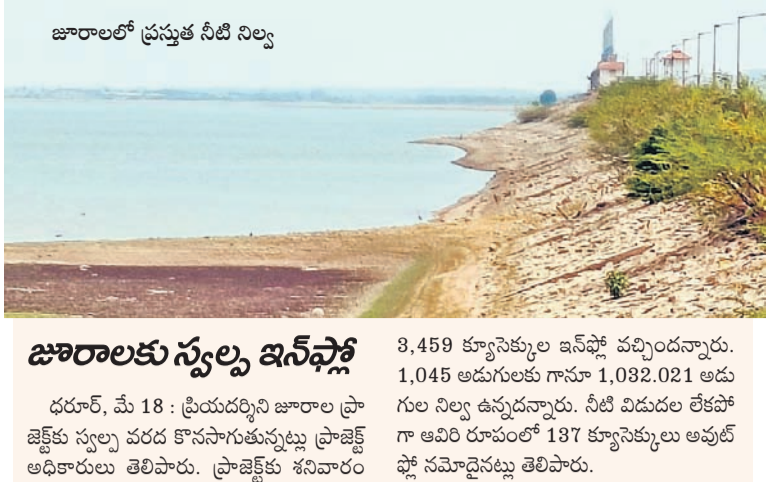 జూరాలలో ప్రస్తుత నీటి నిల్వ
జూరాలకు స్వల్ప ఇన్‌ఫ్లో
ధరూర్, మే 18 : ప్రియదర్శిని జూరాల ప్రా
జెక్ట్‌కు స్వల్ప వరద కొనసాగుతున్నట్లు ప్రాజెక్ట్
అధికారులు తెలిపారు. ప్రాజెక్ట్‌కు శనివారం
3,459 క్యూసెక్కుల ఇన్‌ఫ్లో వచ్చిందన్నారు.
1,045 అడుగులకు గానూ 1,032.021 అడు
గుల నిల్వ ఉన్నదన్నారు. నీటి విడుదల లేకపో
గా ఆవిరి రూపంలో 137 క్యూసెక్కులు అవుట్
ఫ్లో నమోదైనట్లు తెలిపారు.